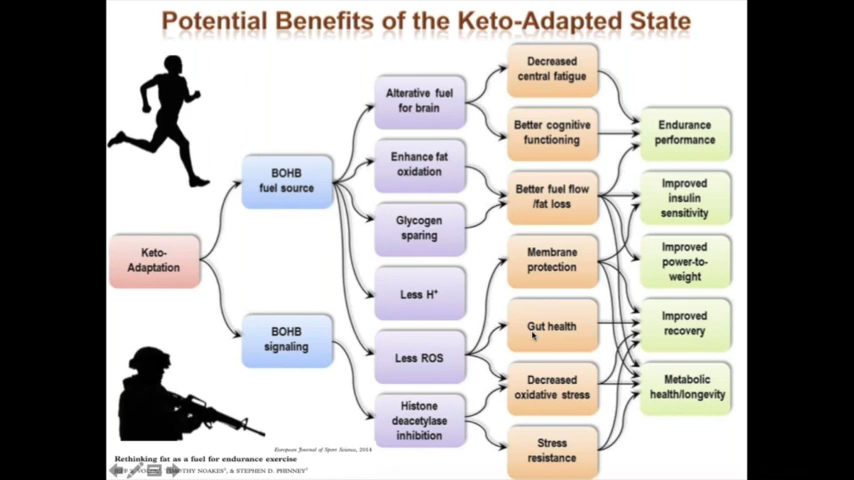 Potential Benefits of the Keto-Adapted State
Keto-
Adaptation
BOHB
fuel source
BOHB
signaling
Alterative fuel
for brain
Enhance fat
oxidation
Glycogen
sparing
Less H+
Less ROS
Histone
deacetylase
inhibition
Decreased
central fatigue
Better cognitive
functioning
Better fuel flow
/fat loss
Membrane
protection
Gut health
Decreased
oxidative stress
Stress
resistance
Endurance
performance
Improved
insulin
sensitivity
Improved
power-to-
weight
Improved
recovery
Metabolic
health/longevity
European Journal of Sport Science, 2014
Rethinking fat as a fuel for endurance exercise
NOAKES, & STEPHEN D. PHINNEY